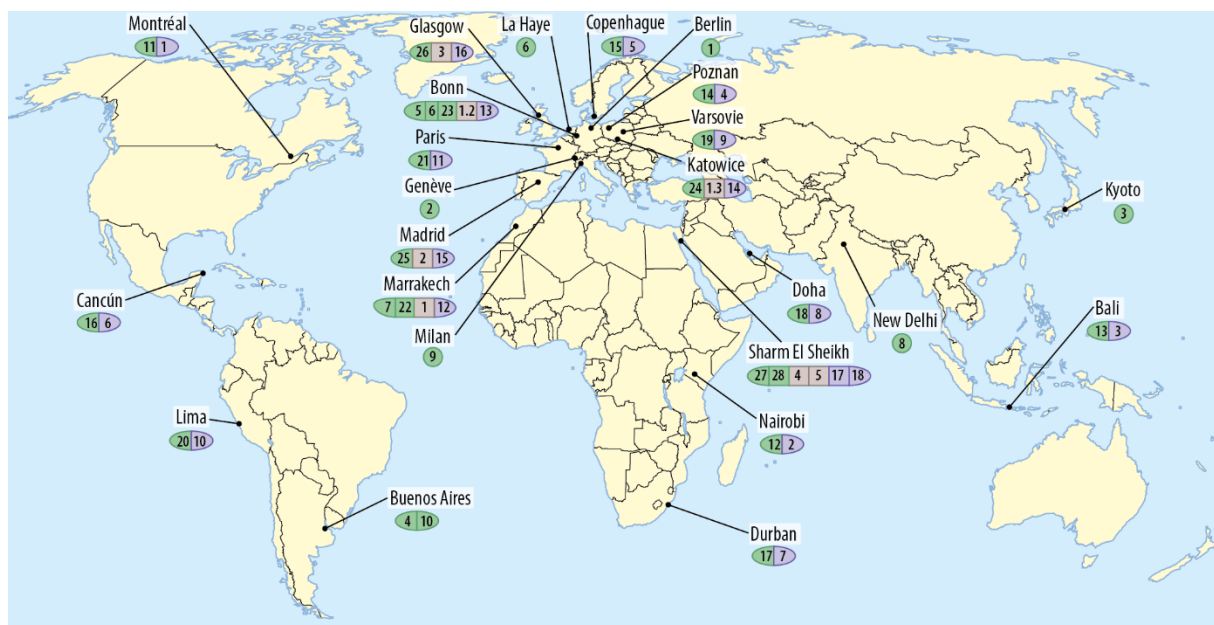 Montréal
11 1
Glasgow
26 3 16
La Haye
6
Copenhague
15 5
Berlin
1
Bonn
5 6 23 1.2 13
Poznan
14 4
Paris
21 11
Varsovie
19 9
Genève
2
Katowice
24 1.3 14
Kyoto
3
Madrid
25 2 15
Marrakech
7 22 1 12
Cancún
16 6
Milan
9
Doha
18 8
New Delhi
8
Bali
13 3
Sharm El Sheikh
27 28 4 5 17 18
Lima
20 10
Nairobi
12 2
Buenos Aires
4 10
Durban
17 7